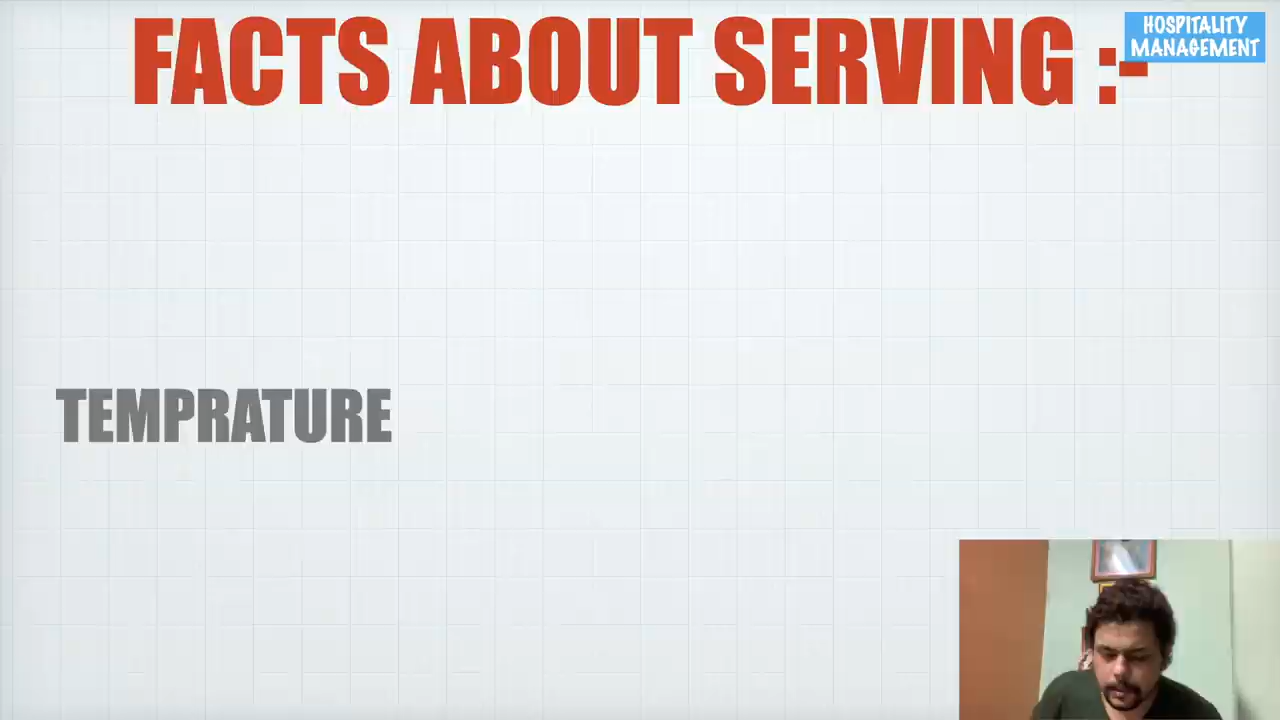 FACTS ABOUT SERVING :-
HOSPITALITY
MANAGEMENT
TEMPRATURE